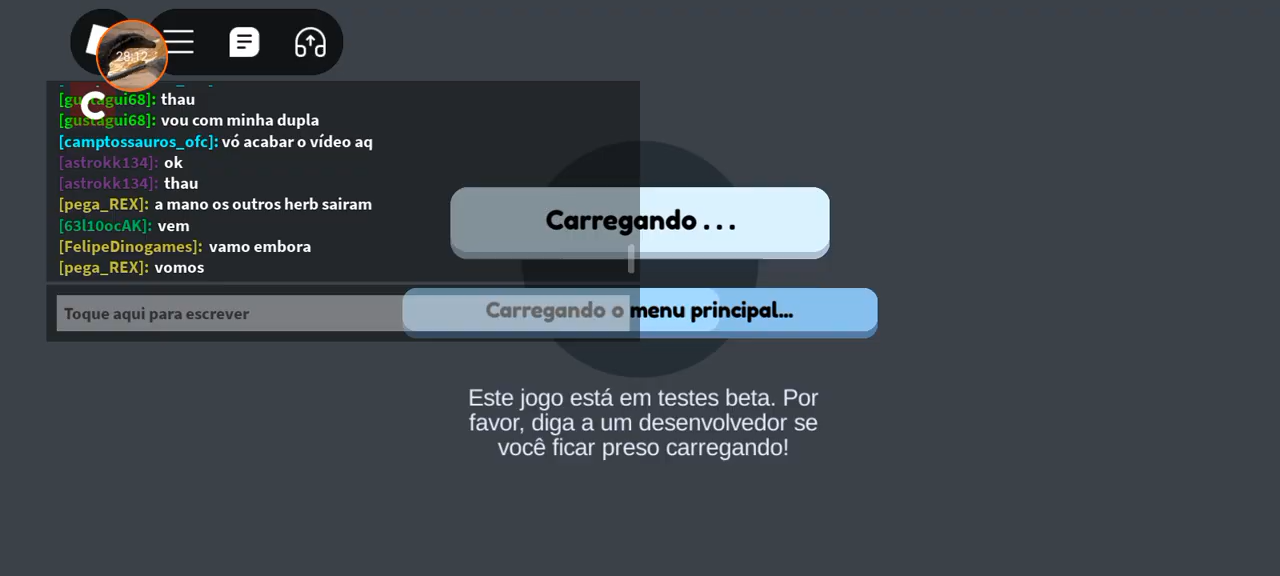 28:12
[gustagui68]: thau
C
[gustagui68]: vou com minha dupla
[camptossauros_ofc]: vó acabar o vídeo aq
[astrokk134]: ok
[astrokk134]: thau
[pega_REX]: a mano os outros herb sairam
[63l10ocAK]: vem
[FelipeDinogames]: vamo embora
[pega_REX]: vomos
Toque aqui para escrever
Carregando . . .
Carregando o menu principal...
Este jogo está em testes beta. Por
favor, diga a um desenvolvedor se
você ficar preso carregando!